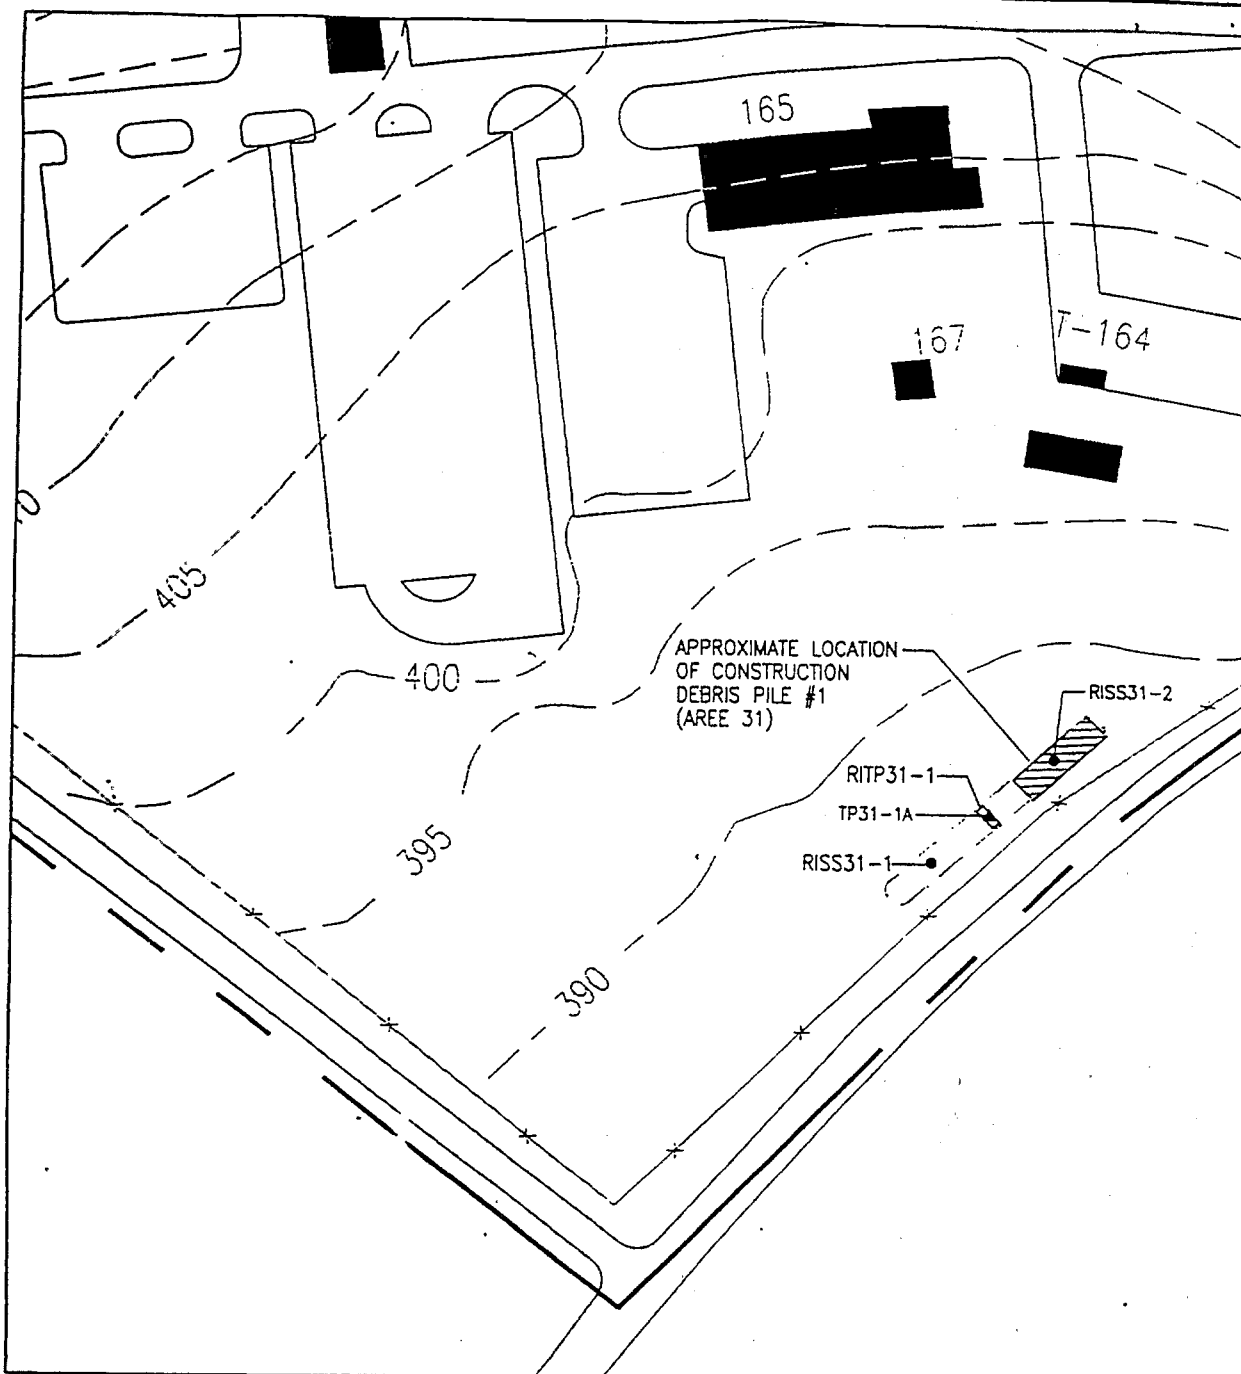 165
167
T-164
0
405
400
APPROXIMATE LOCATION
OF CONSTRUCTION
DEBRIS PILE #1
(AREE 31)
RISS31-2
RITP31-1
TP31-1A
RISS31-1
395
390